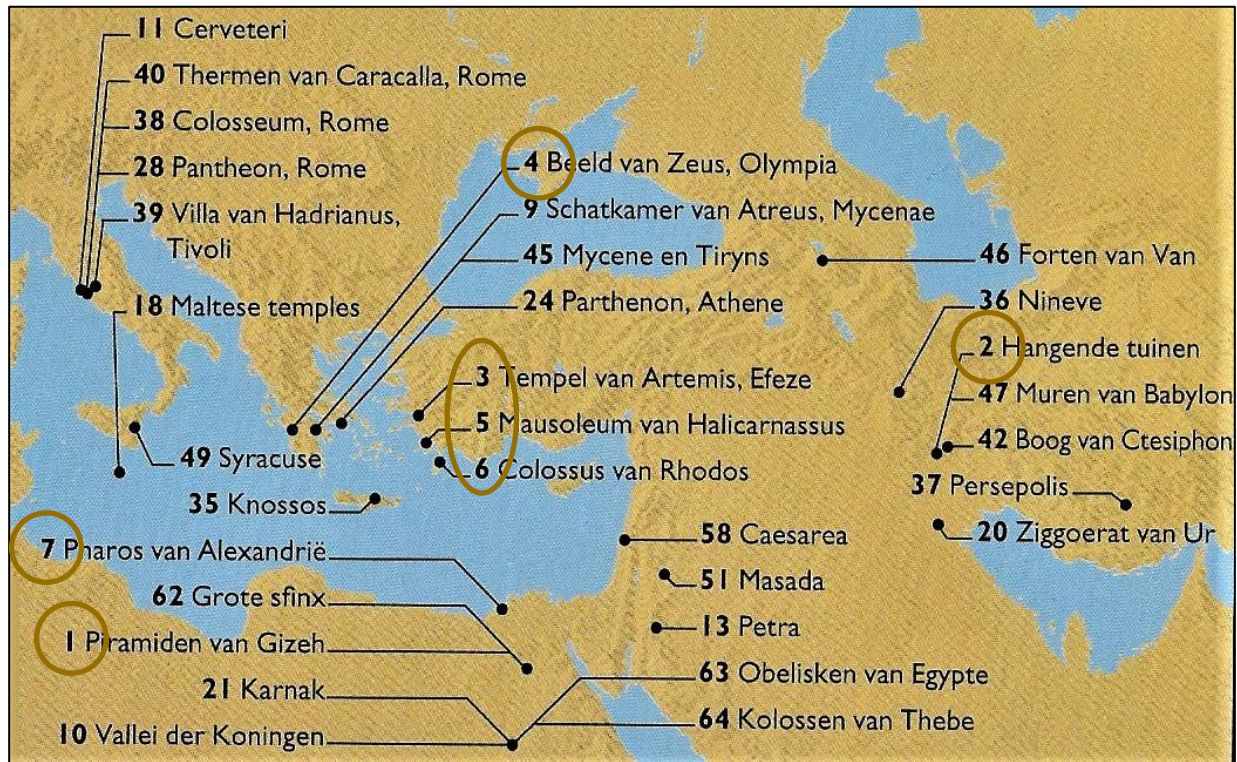 11 Cerveteri
40 Thermen van Caracalla, Rome
38 Colosseum, Rome
28 Pantheon, Rome
39 Villa van Hadrianus,
Tivoli
18 Maltese temples
4 Beeld van Zeus, Olympia
9 Schatkamer van Atreus, Mycenae
45 Mycene en Tiryns
24 Parthenon, Athene
3 Tempel van Artemis, Efeze
5 Mausoleum van Halicarnassus
6 Colossus van Rhodos
46 Forten van Van
36 Nineve
2 Hangende tuinen
47 Muren van Babylon
42 Boog van Ctesiphon
37 Persepolis
20 Ziggoerat van Ur
49 Syracuse
35 Knossos
7 Pharos van Alexandrië
62 Grote sfinx
1 Piramiden van Gizeh
21 Karnak
10 Vallei der Koningen
58 Caesarea
51 Masada
13 Petra
63 Obelisken van Egypte
64 Kolossen van Thebe